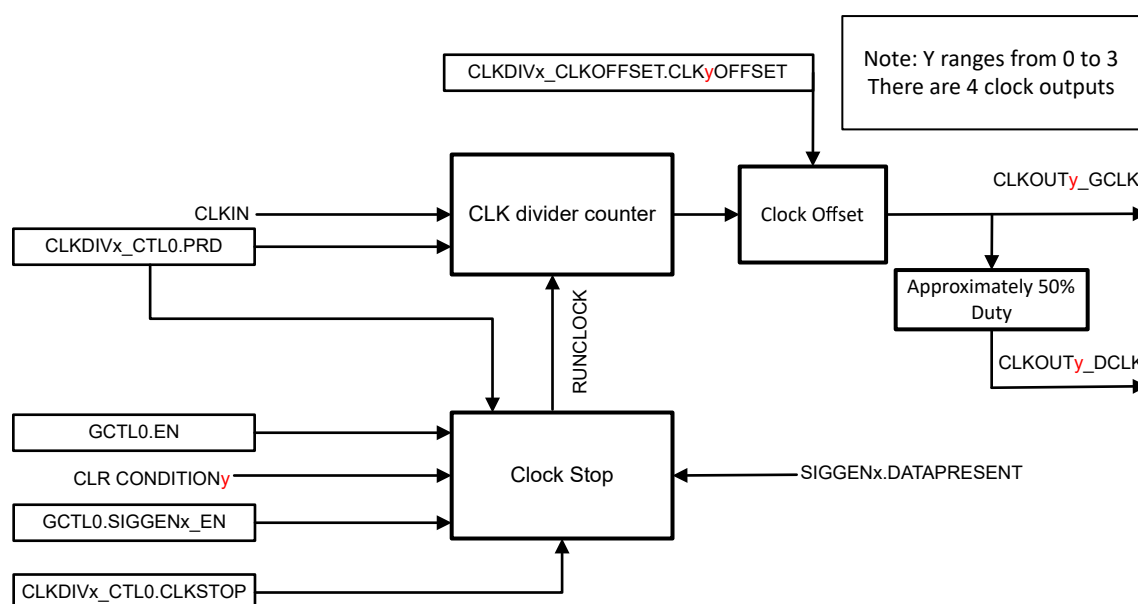 Note: Y ranges from 0 to 3
There are 4 clock outputs
CLKDIVx_CLKOFFSET.CLKyOFFSET
CLKOUTy_GCLK
CLKIN
CLK divider counter
Clock Offset
CLKDIVx_CTL0.PRD
Approximately 50%
Duty
RUNCLOCK
CLKOUTy_DCLK
GCTL0.EN
CLR CONDITIONy
Clock Stop
SIGGENx.DATAPRESENT
GCTL0.SIGGENx_EN
CLKDIVx_CTL0.CLKSTOP